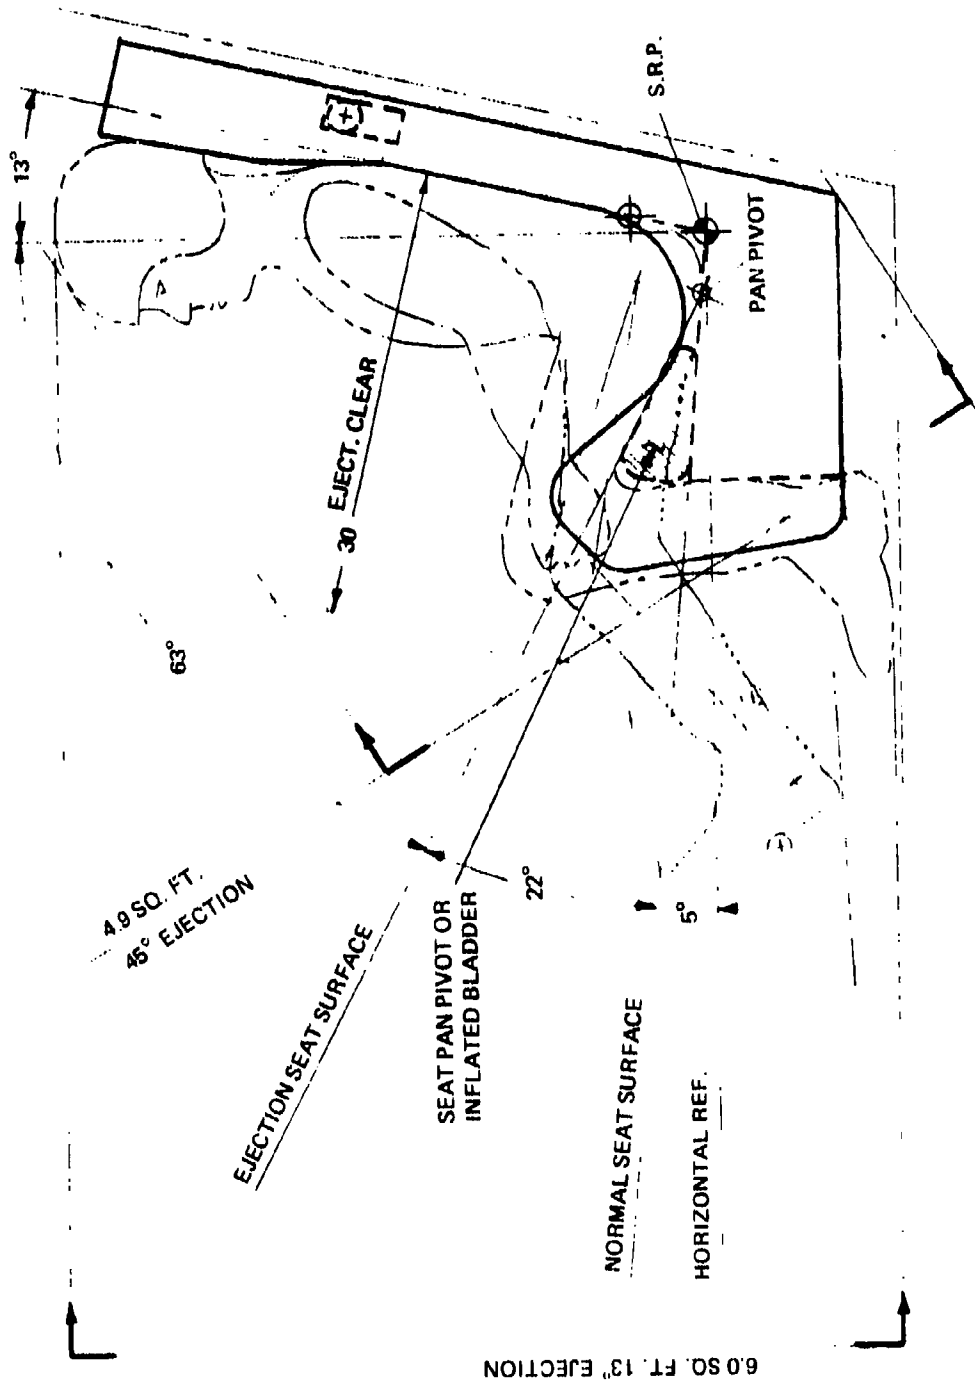 13°
S.R.P.
PAN PIVOT
30 EJECT. CLEAR
63°
4.9 SQ. FT.
45° EJECTION
22°
5°
EJECTION SEAT SURFACE
SEAT PAN PIVOT OR
INFLATED BLADDER
NORMAL SEAT SURFACE
HORIZONTAL REF.
6.0 SQ. FT. 13° EJECTION